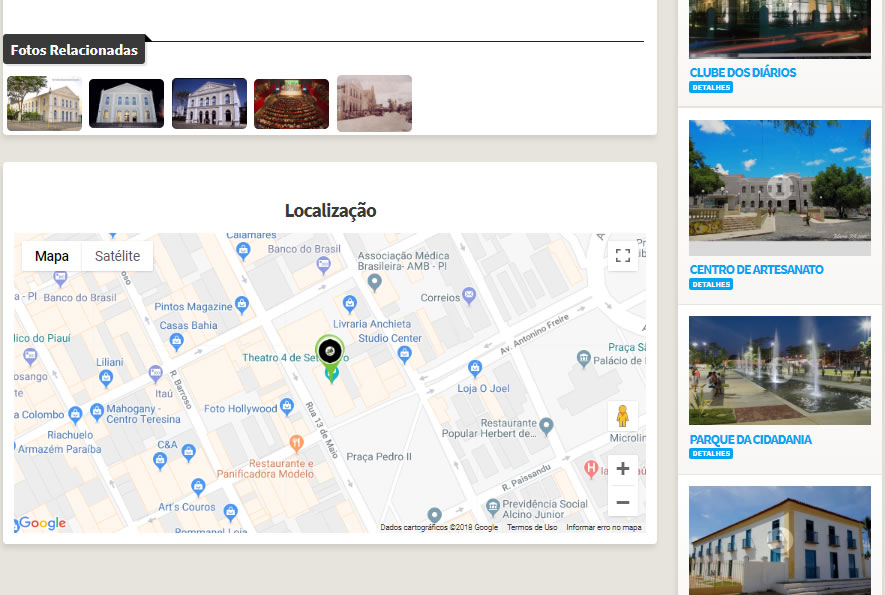 Fotos Relacionadas
Localização
Mapa
Satélite
Calamares
Banco do Brasil
Associação Médica
Brasileira- AMB - PI
a - PI
Banco do Brasil
Pintos Magazine
Correios
Casas Bahia
Livraria Anchieta
Studio Center
Av. Antonino Freire
lico do Piauí
Theatro 4 de Setembro
Praça
Palácio de
Liliani
osango
te
Itaú
R. Barroso
Loja O Joel
a Colombo
Mahogany -
Centro Teresina
Foto Hollywood
Rua 13 de Maio
Riachuelo
Armazém Paraíba
C&A
Restaurante
Popular Herbert de...
Microlin
Praça Pedro II
Restaurante e
Panificadora Modelo
R. Paissandu
Art's Couros
Previdência Social
Alcino Junior
Rommanel Loja
Google
Dados cartográficos ©2018 Google
Termos de Uso
Informar erro no mapa
CLUBE DOS DIÁRIOS
DETALHES
CENTRO DE ARTESANATO
DETALHES
PARQUE DA CIDADANIA
DETALHES